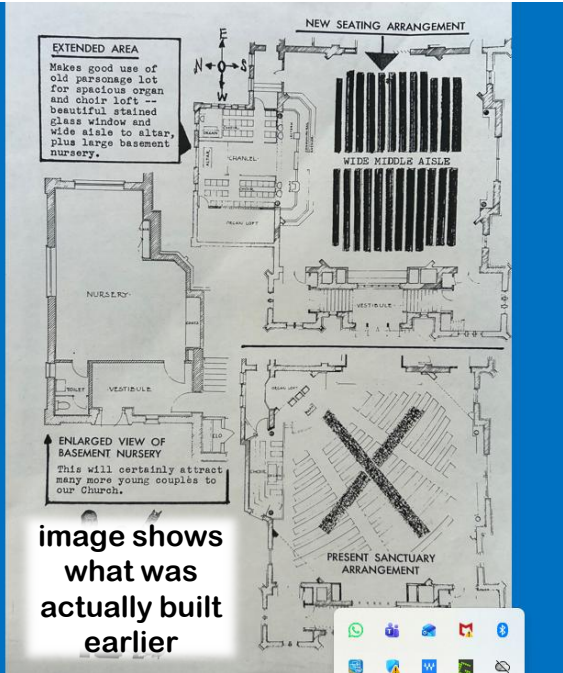 NEW SEATING ARRANGEMENT
E
N S
W
EXTENDED AREA
Makes good use of
old parsonage lot
for spacious organ
and choir loft --
beautiful stained
glass window and
wide aisle to altar,
plus large basement
nursery.
ALTAR
CHANCEL
ORGAN LOFT
WIDE MIDDLE AISLE
VESTIBULE
NURSERY
TOILET
VESTIBULE
ENLARGED VIEW OF
BASEMENT NURSERY
This will certainly attract
many more young couples to
our Church.
ORGAN LOFT
CHOIR
PRESENT SANCTUARY
ARRANGEMENT
image shows
what was
actually built
earlier